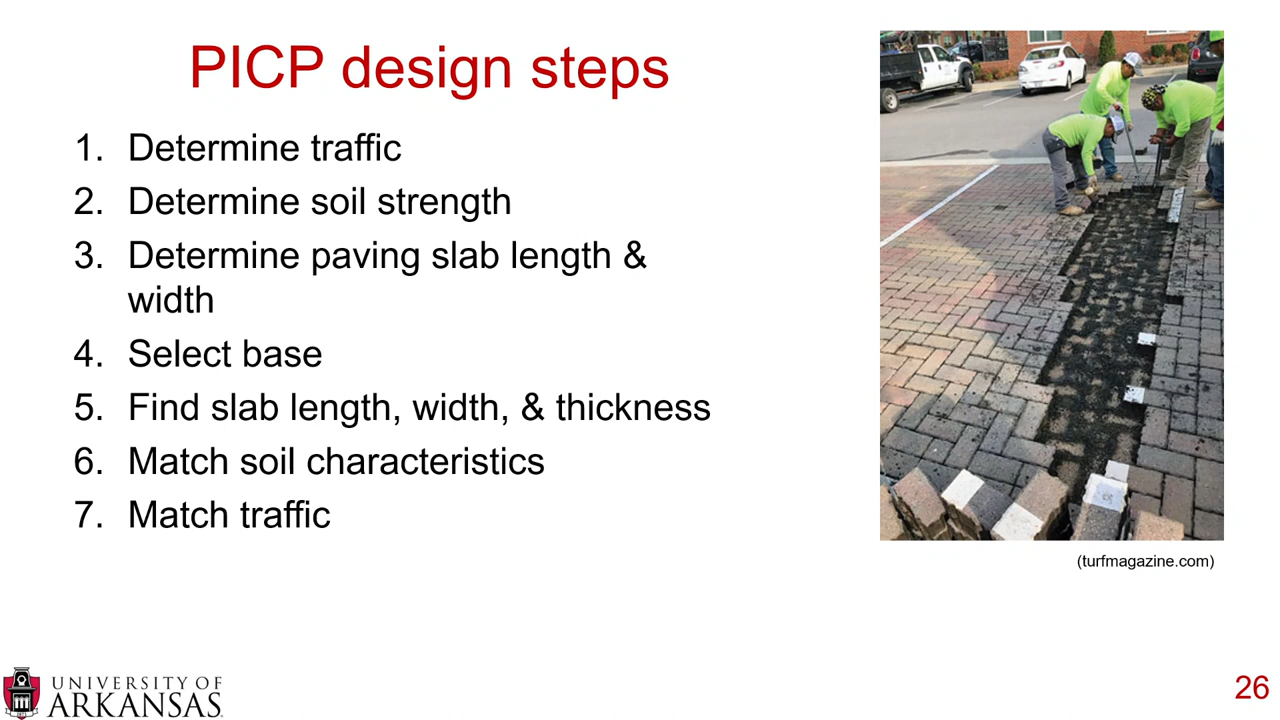 PICP design steps
1. Determine traffic
2. Determine soil strength
3. Determine paving slab length &
width
4. Select base
5. Find slab length, width, & thickness
6. Match soil characteristics
7. Match traffic
(turfmagazine.com)
UNIVERSITY OF
ARKANSAS
26